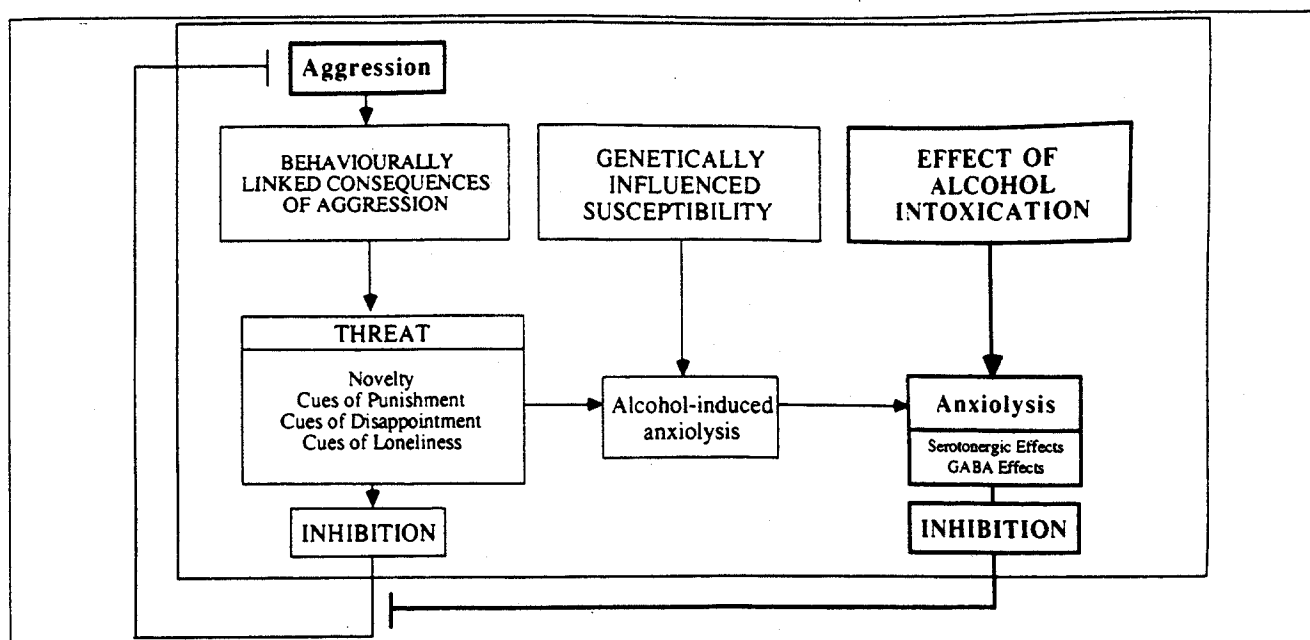 Aggression
BEHAVIOURALLY
LINKED CONSEQUENCES
OF AGGRESSION
GENETICALLY
INFLUENCED
SUSCEPTIBILITY
EFFECT OF
ALCOHOL
INTOXICATION
THREAT
Novelty
Cues of Punishment
Cues of Disappointment
Cues of Loneliness
Alcohol-induced
anxiolysis
Anxiolysis
Serotonergic Effects
GABA Effects
INHIBITION
INHIBITION